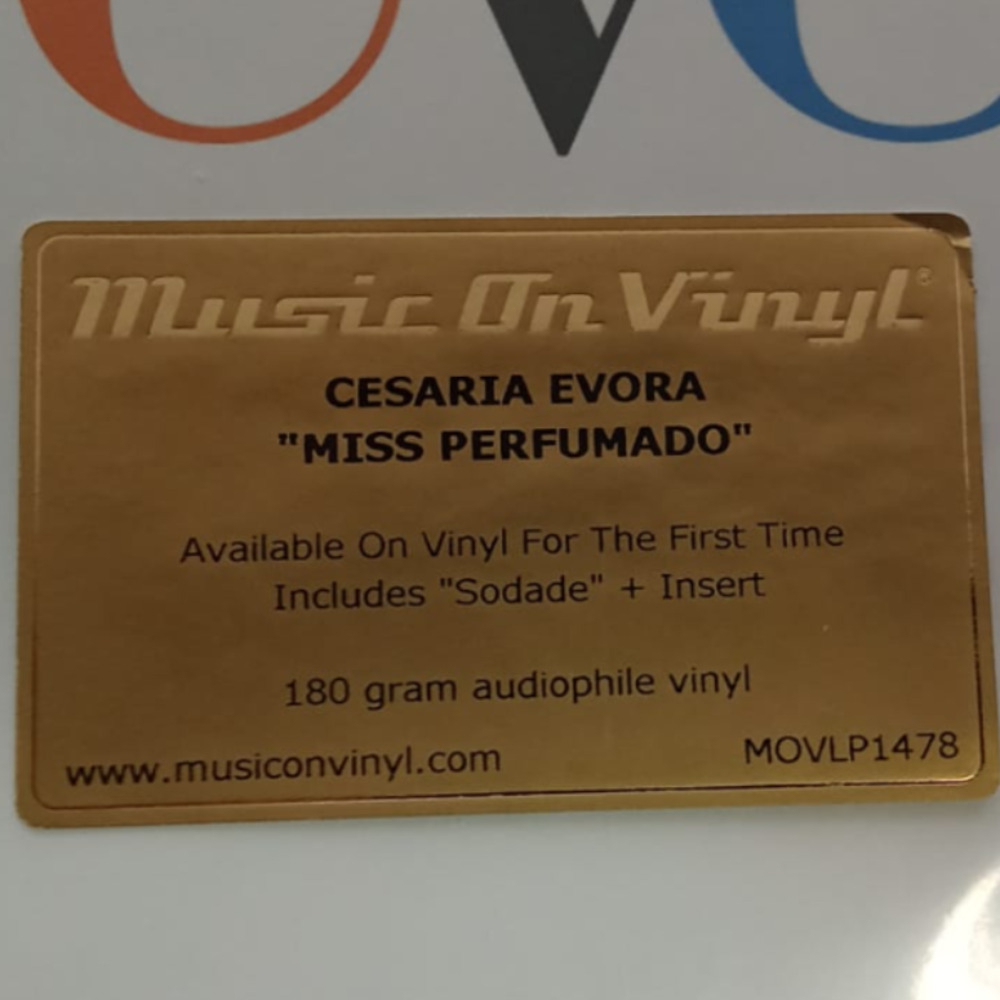 Music On Vinyl®
CESARIA EVORA
"MISS PERFUMADO"
Available On Vinyl For The First Time
Includes "Sodade" + Insert
180 gram audiophile vinyl
www.musiconvinyl.com
MOVLP1478